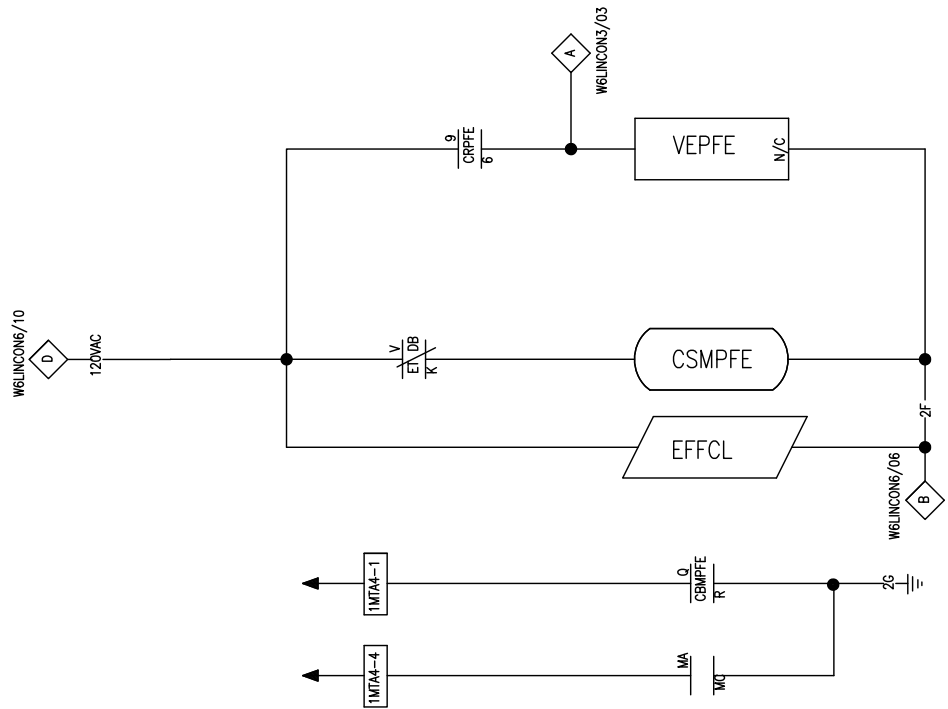 W6LINCON6/10
D
120VAC
A
W6LINCON3/03
9
CRPFE
6
VEPFE
N/C
V
ET DB
K
CSMPFE
EFFCL
2F
W6LINCON6/06
B
1MTA4-1
Q
CBMPFE
R
2G
1MTA4-4
MA
MC